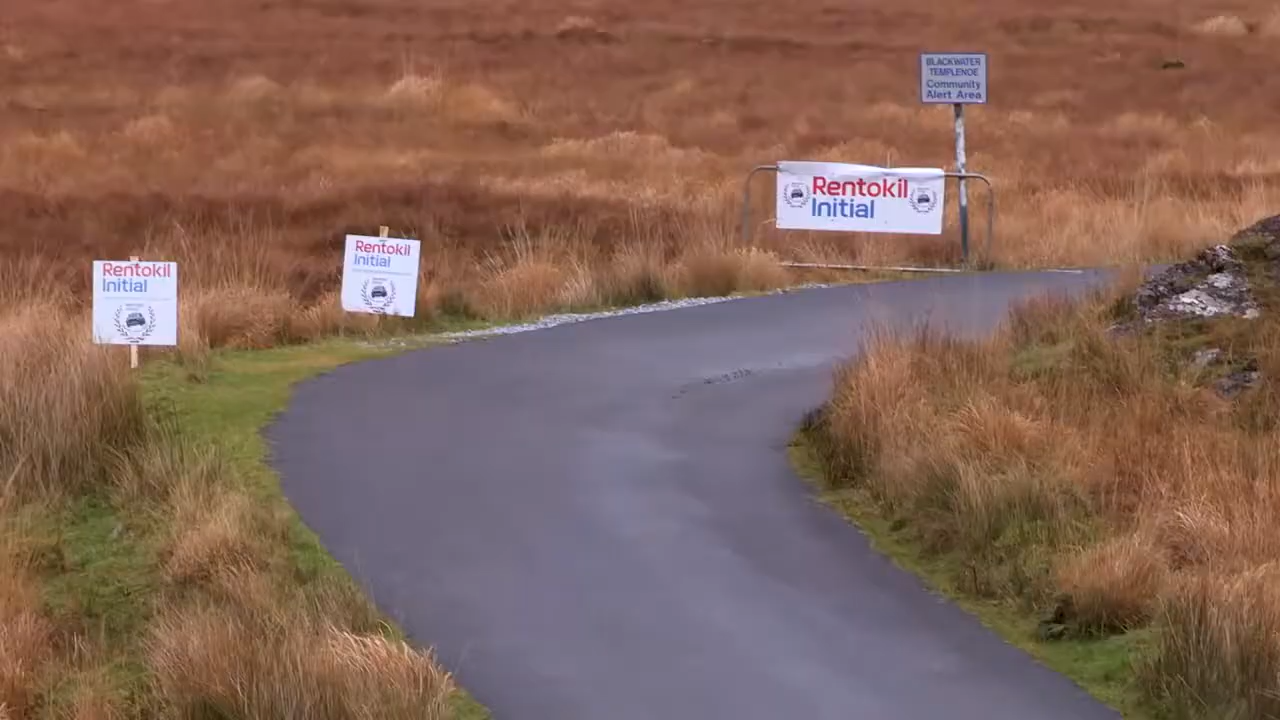 BLACKWATER
TEMPLENOE
Community
Alert Area
Rentokil
Initial
Rentokil
Initial
Rentokil
Initial